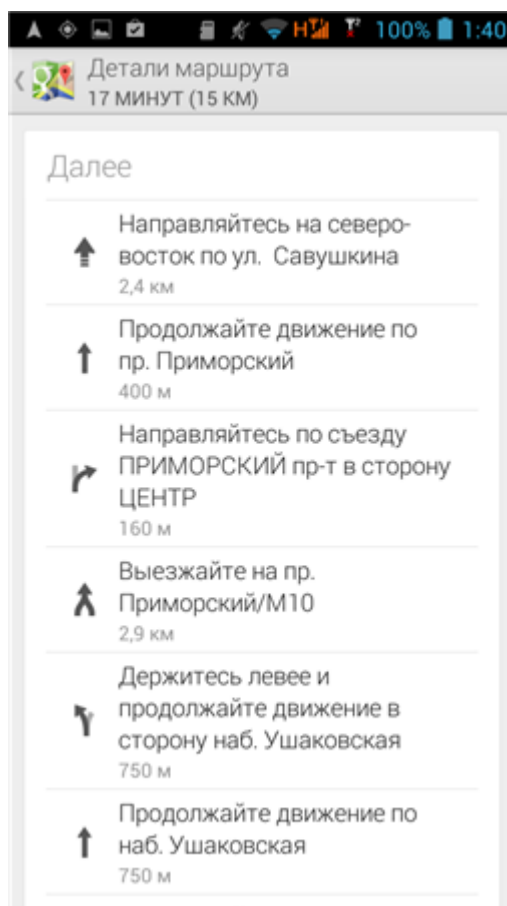 100% 1:40
Детали маршрута
17 МИНУТ (15 КМ)
Далее
Направляйтесь на северо-
восток по ул. Савушкина
2,4 км
Продолжайте движение по
пр. Приморский
400 м
Направляйтесь по съезду
ПРИМОРСКИЙ пр-т в сторону
ЦЕНТР
160 м
Выезжайте на пр.
Приморский/М10
2,9 км
Держитесь левее и
продолжайте движение в
сторону наб. Ушаковская
750 м
Продолжайте движение по
наб. Ушаковская
750 м